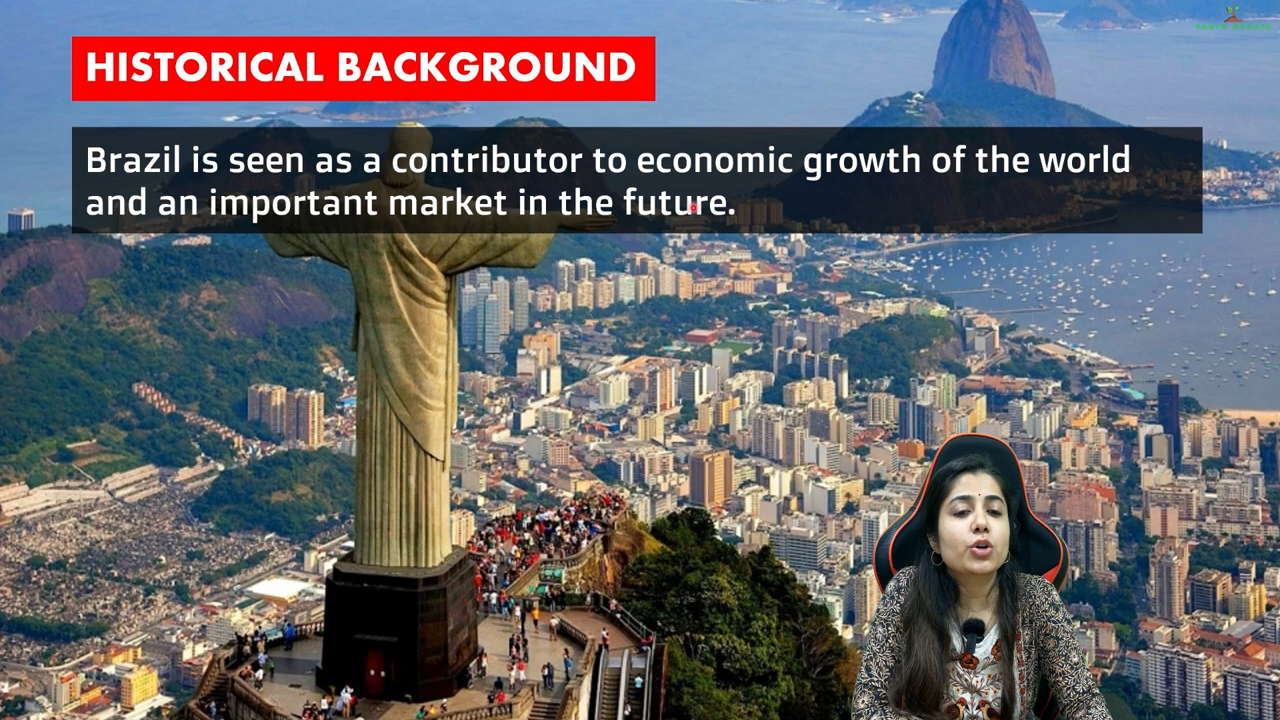 HISTORICAL BACKGROUND
Brazil is seen as a contributor to economic growth of the world
and an important market in the future.